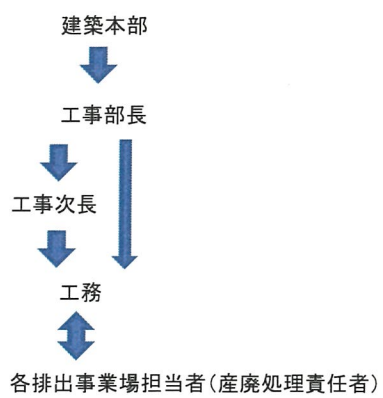 建築本部
工事部長
工事次長
工務
各排出事業場担当者(産廃処理責任者)